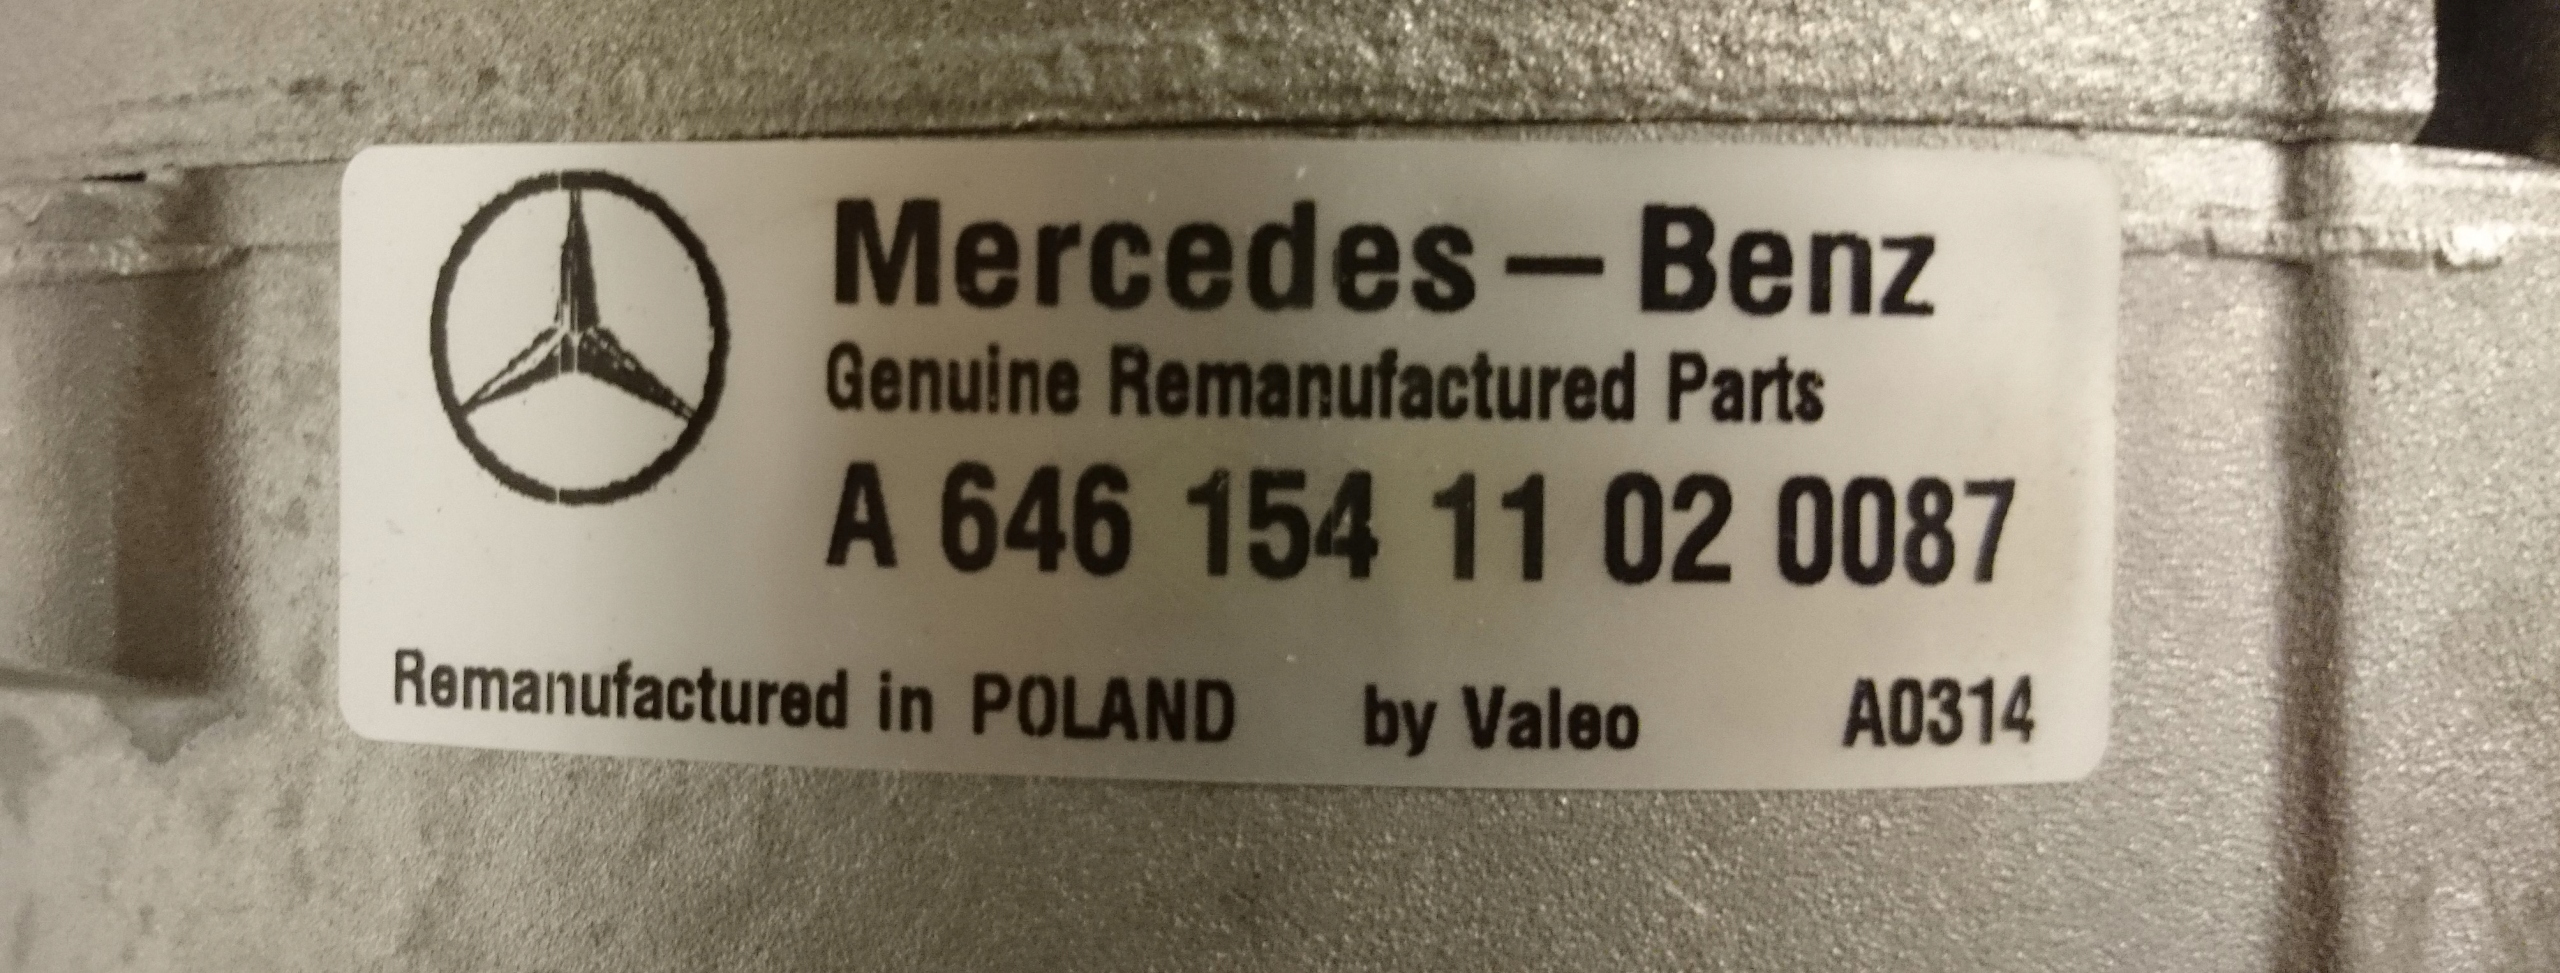 Mercedes-Benz
Genuine Remanufactured Parts
A 646 154 11 02 0087
Remanufactured in POLAND by Valeo A0314